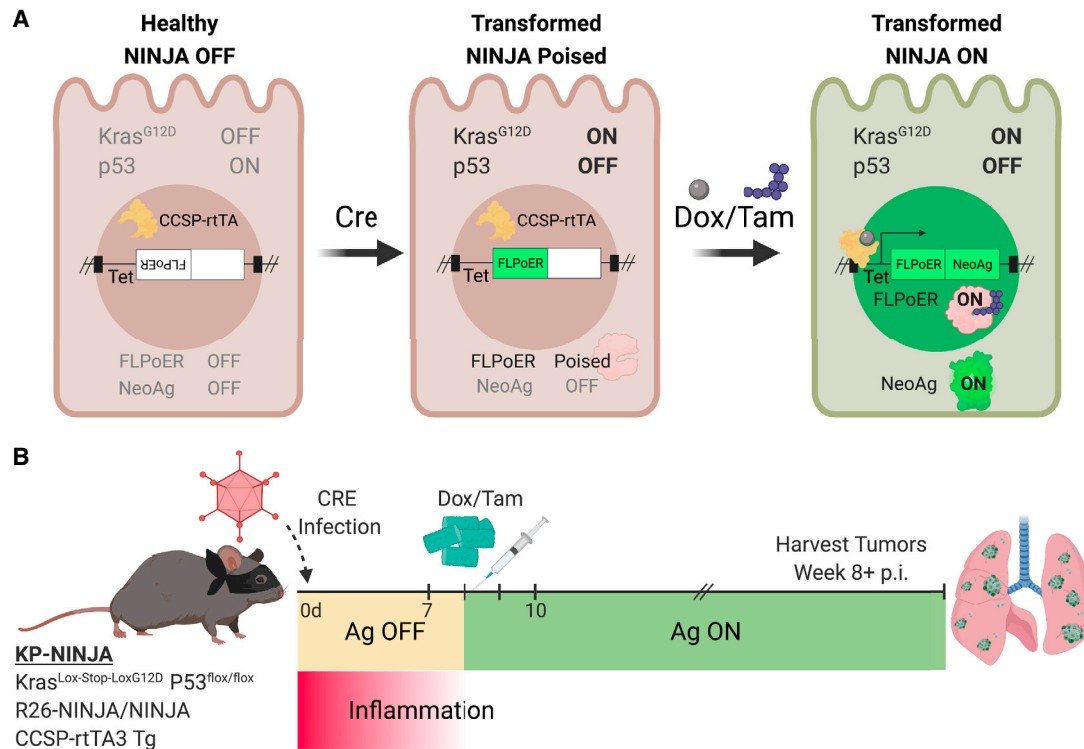 A
Healthy
NINJA OFF
Transformed
NINJA Poised
Transformed
NINJA ON
KrasG12D OFF
p53 ON
CCSP-rtTA
FLPoER
Tet
FLPoER OFF
NeoAg OFF
Cre
KrasG12D ON
p53 OFF
CCSP-rtTA
FLPoER
Tet
FLPoER Poised
NeoAg OFF
Dox/Tam
KrasG12D ON
p53 OFF
Tet
FLPoER NeoAg
FLPoER ON
NeoAg ON
B
CRE
Infection
Dox/Tam
Harvest Tumors
Week 8+ p.i.
0d 7 10
Ag OFF Ag ON
Inflammation
KP-NINJA
KrasLox-Stop-LoxG12D P53flox/flox
R26-NINJA/NINJA
CCSP-rtTA3 Tg